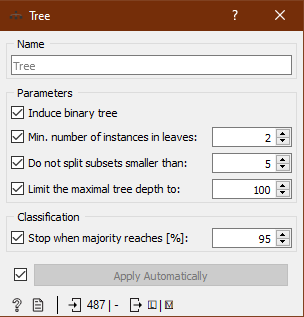 Tree ?
Name
Tree
Parameters
Induce binary tree
Min. number of instances in leaves: 2
Do not split subsets smaller than: 5
Limit the maximal tree depth to: 100
Classification
Stop when majority reaches [%]: 95
Apply Automatically
? 487 | - L | M